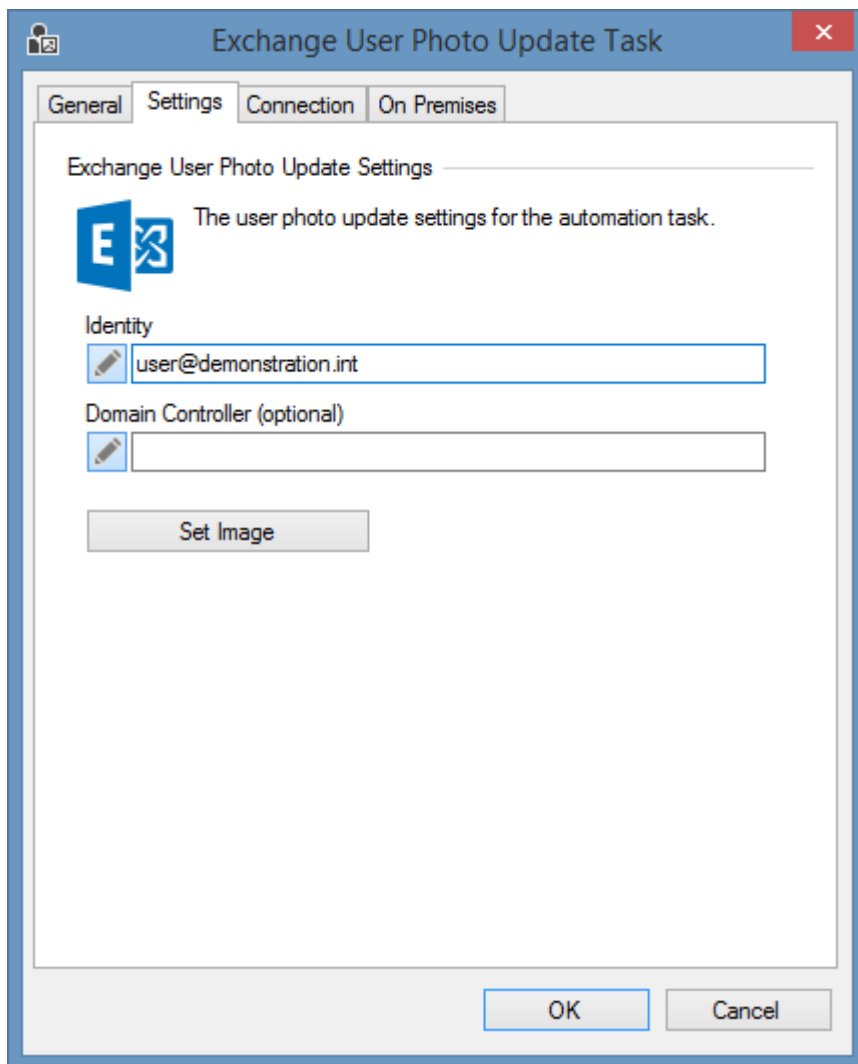 Exchange User Photo Update Task
General Settings Connection On Premises
Exchange User Photo Update Settings
E
The user photo update settings for the automation task.
Identity
user@demonstration.int
Domain Controller (optional)
Set Image
OK Cancel